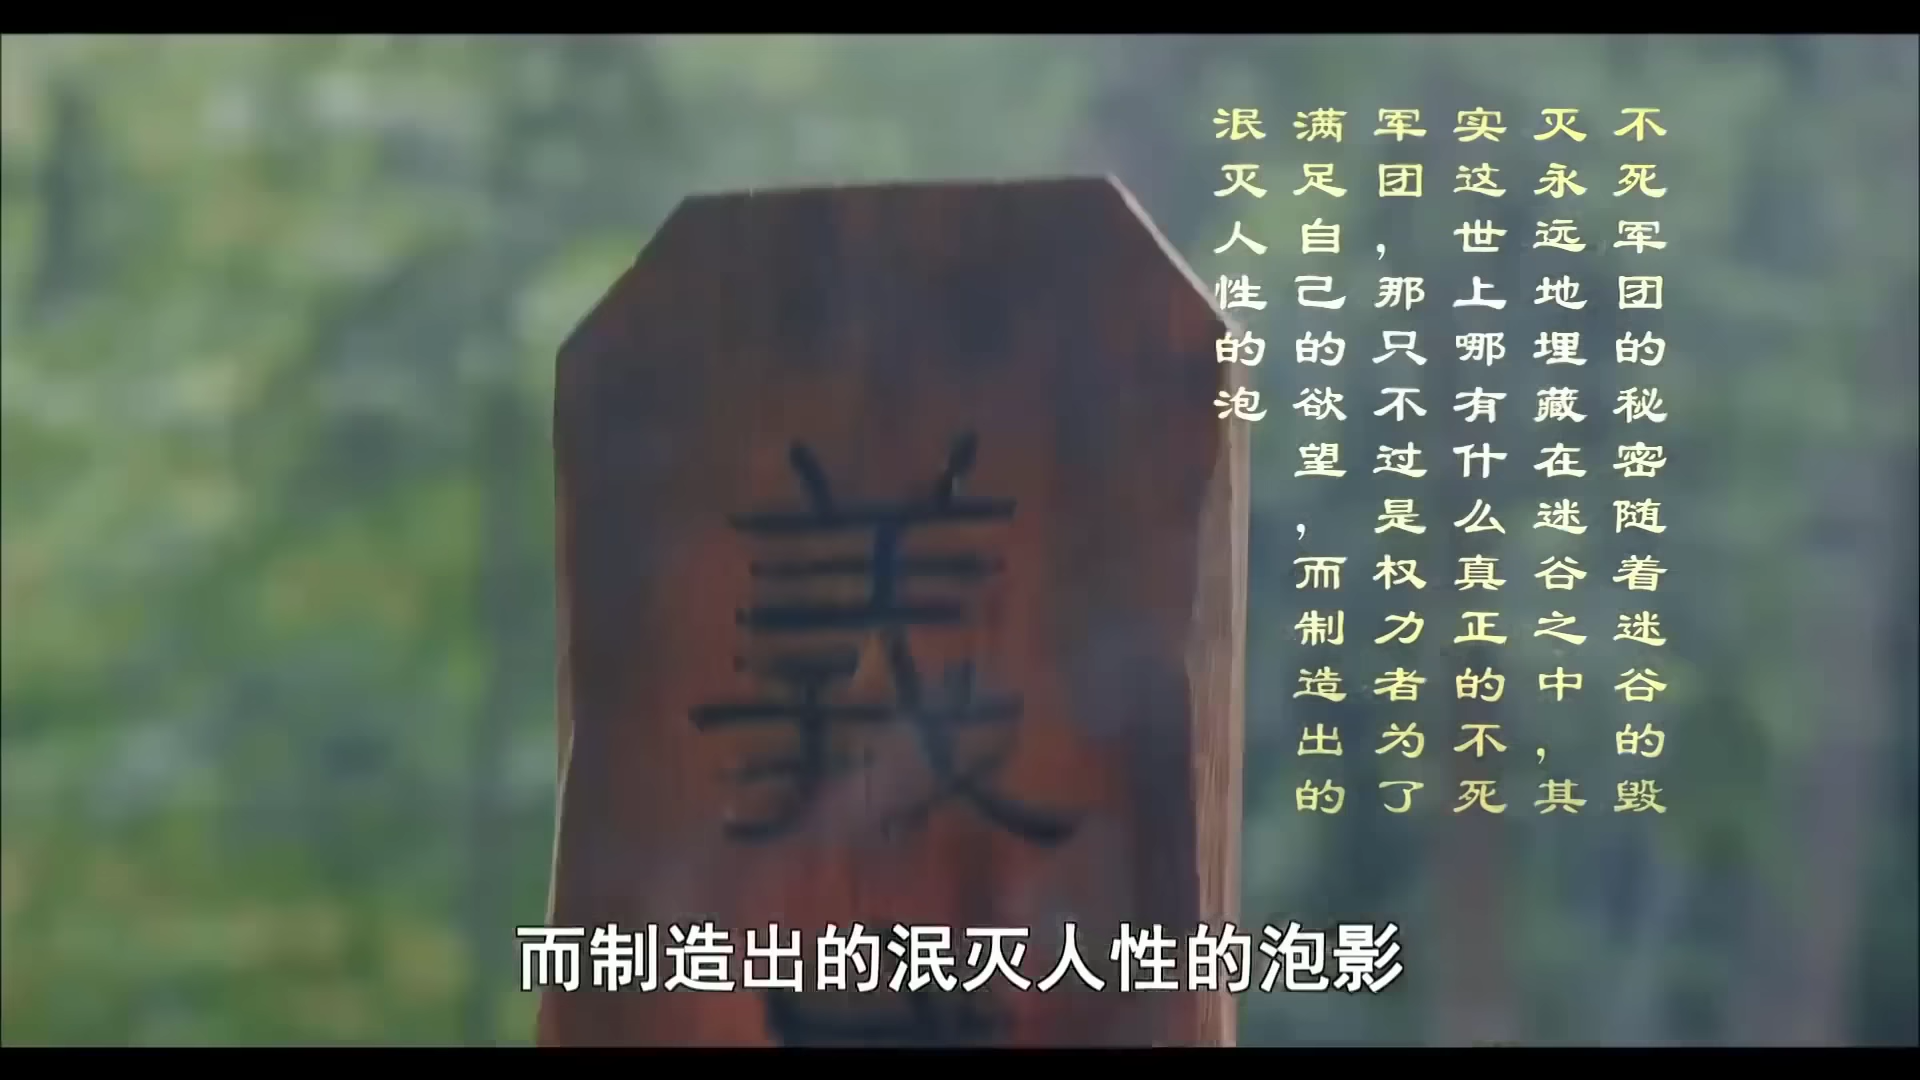 不死军团的秘密随着迷谷的毁
灭永远地埋藏在迷谷之中，其
实这世上哪有什么真正的不死
军团，那只不过是权力者为了
满足自己的欲望，而制造出的
泯灭人性的泡
義
而制造出的泯灭人性的泡影